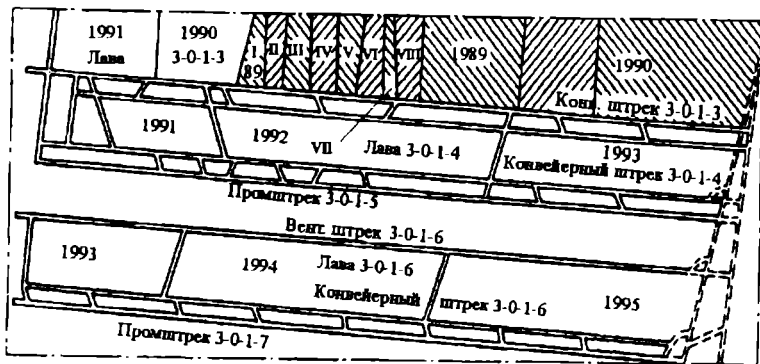 1991
Лава
1990
3-0-1-3
I
89
II
III
IV
V
VI
VIII
1989
1990
Конв. штрек 3-0-1-3
1991
1992
VII
Лава 3-0-1-4
1993
Конвейерный штрек 3-0-1-4
Промштрек 3-0-1-5
Вент. штрек 3-0-1-6
1993
1994
Лава 3-0-1-6
Конвейерный штрек 3-0-1-6
1995
Промштрек 3-0-1-7